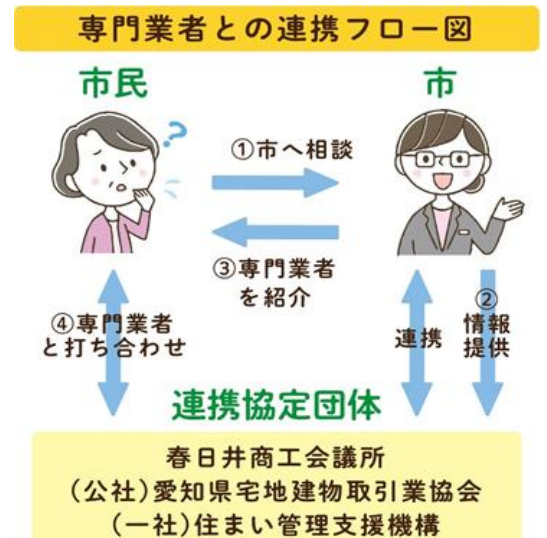 専門業者との連携フロー図
市民
市
?
①市へ相談
③専門業者
を紹介
④専門業者
と打ち合わせ
連携
②
情報
提供
連携協定団体
春日井商工会議所
(公社)愛知県宅地建物取引業協会
(一社)住まい管理支援機構